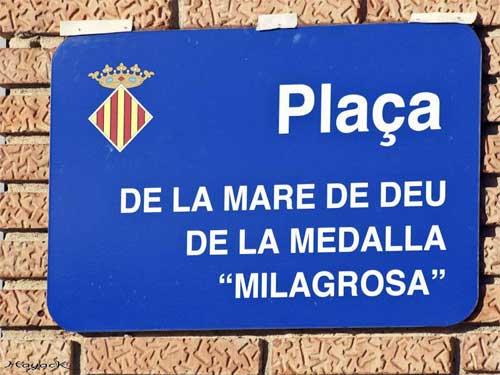 Plaça
DE LA MARE DE DEU
DE LA MEDALLA
“MILAGROSA”